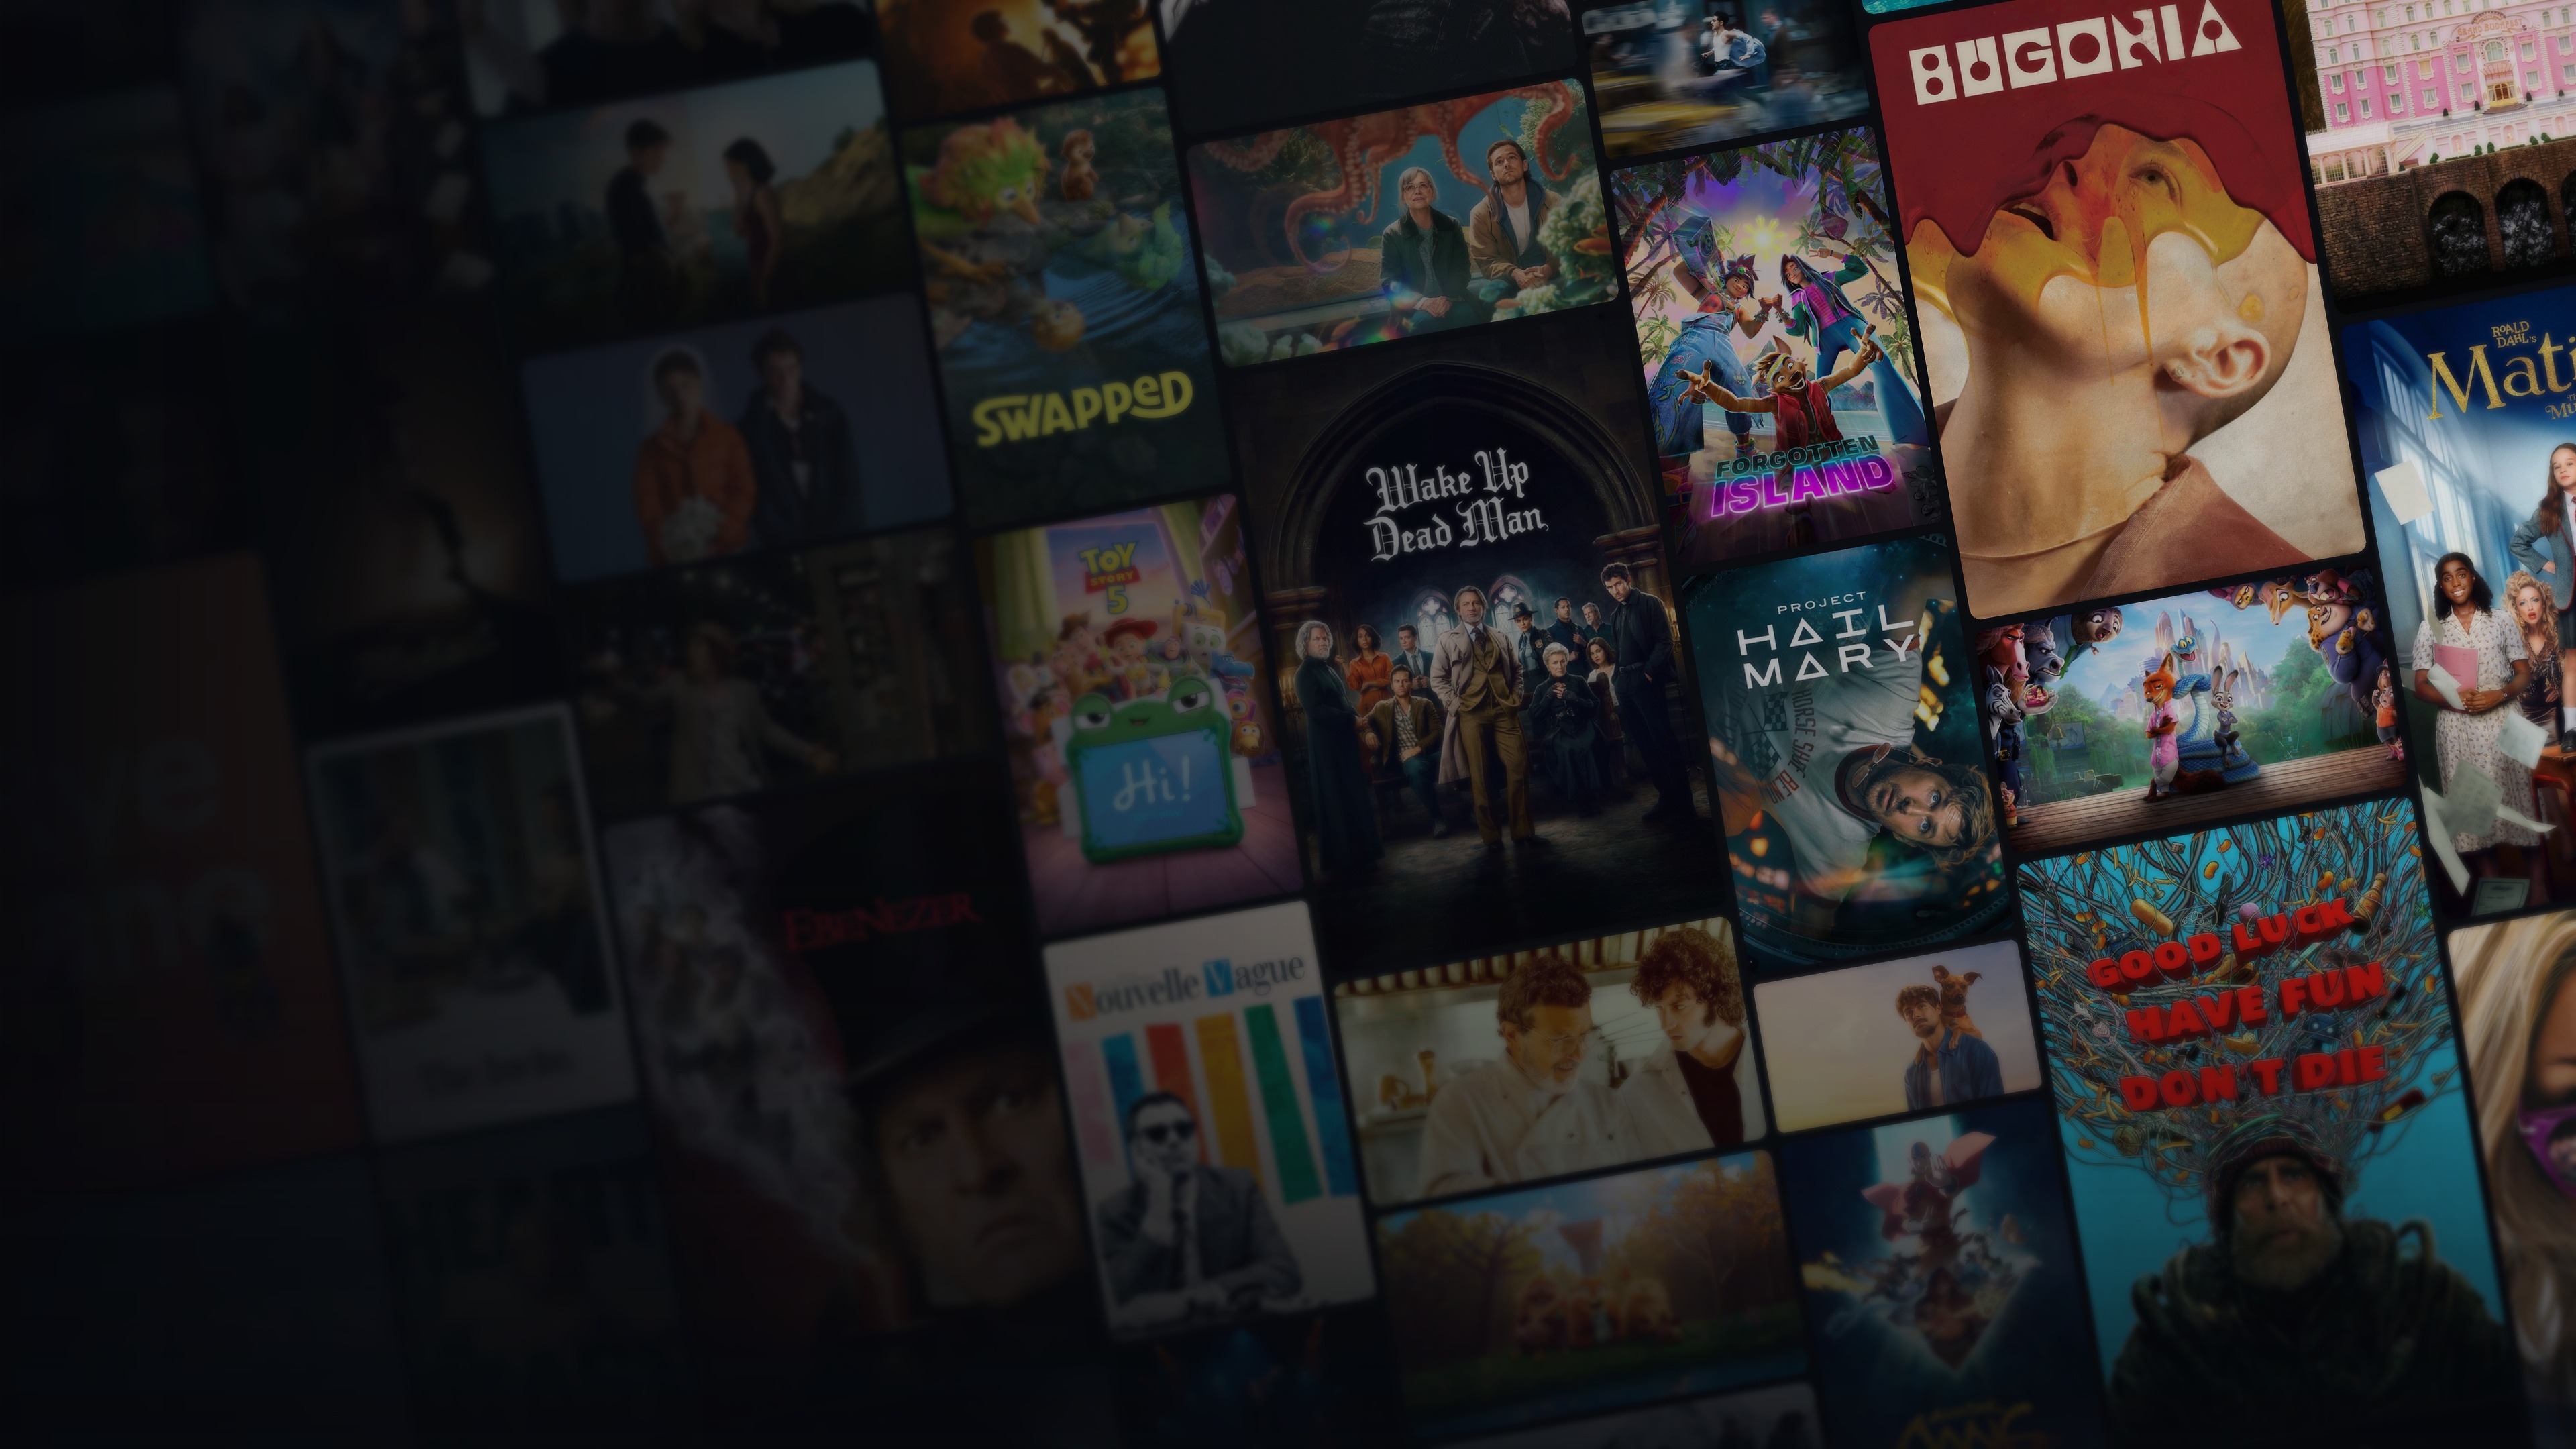 BUGONIA
ROALD
DAHL's
Mati
SWAPPED
Wake Up
Dead Man
FORGOTTEN
ISLAND
TOY
STORY
5
Hi!
PROJECT
HAIL
MARY
EBENEZER
Nouvelle Vague
GOOD LUCK
HAVE FUN
DON'T DIE